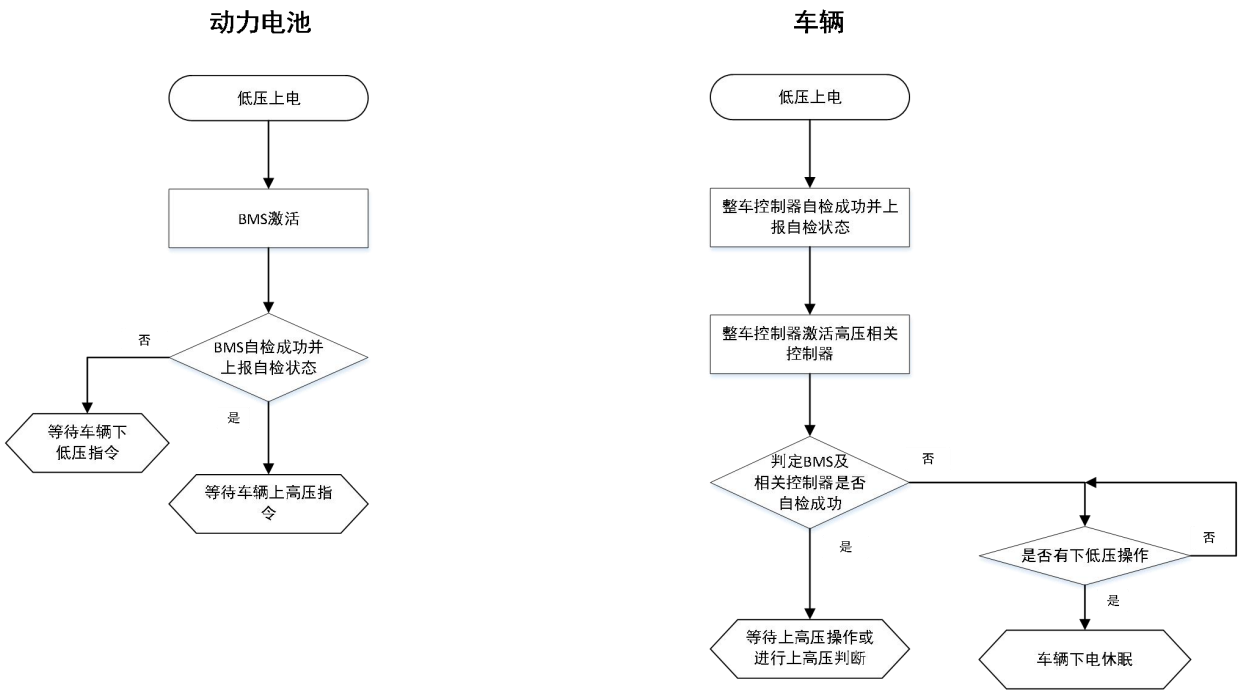 动力电池
低压上电
BMS激活
BMS自检成功并
上报自检状态
否
是
等待车辆下
低压指令
等待车辆上高压指
令
车辆
低压上电
整车控制器自检成功并上
报自检状态
整车控制器激活高压相关
控制器
判定BMS及
相关控制器是否
自检成功
否
是
是否有下低压操作
否
是
等待上高压操作或
进行上高压判断
车辆下电休眠